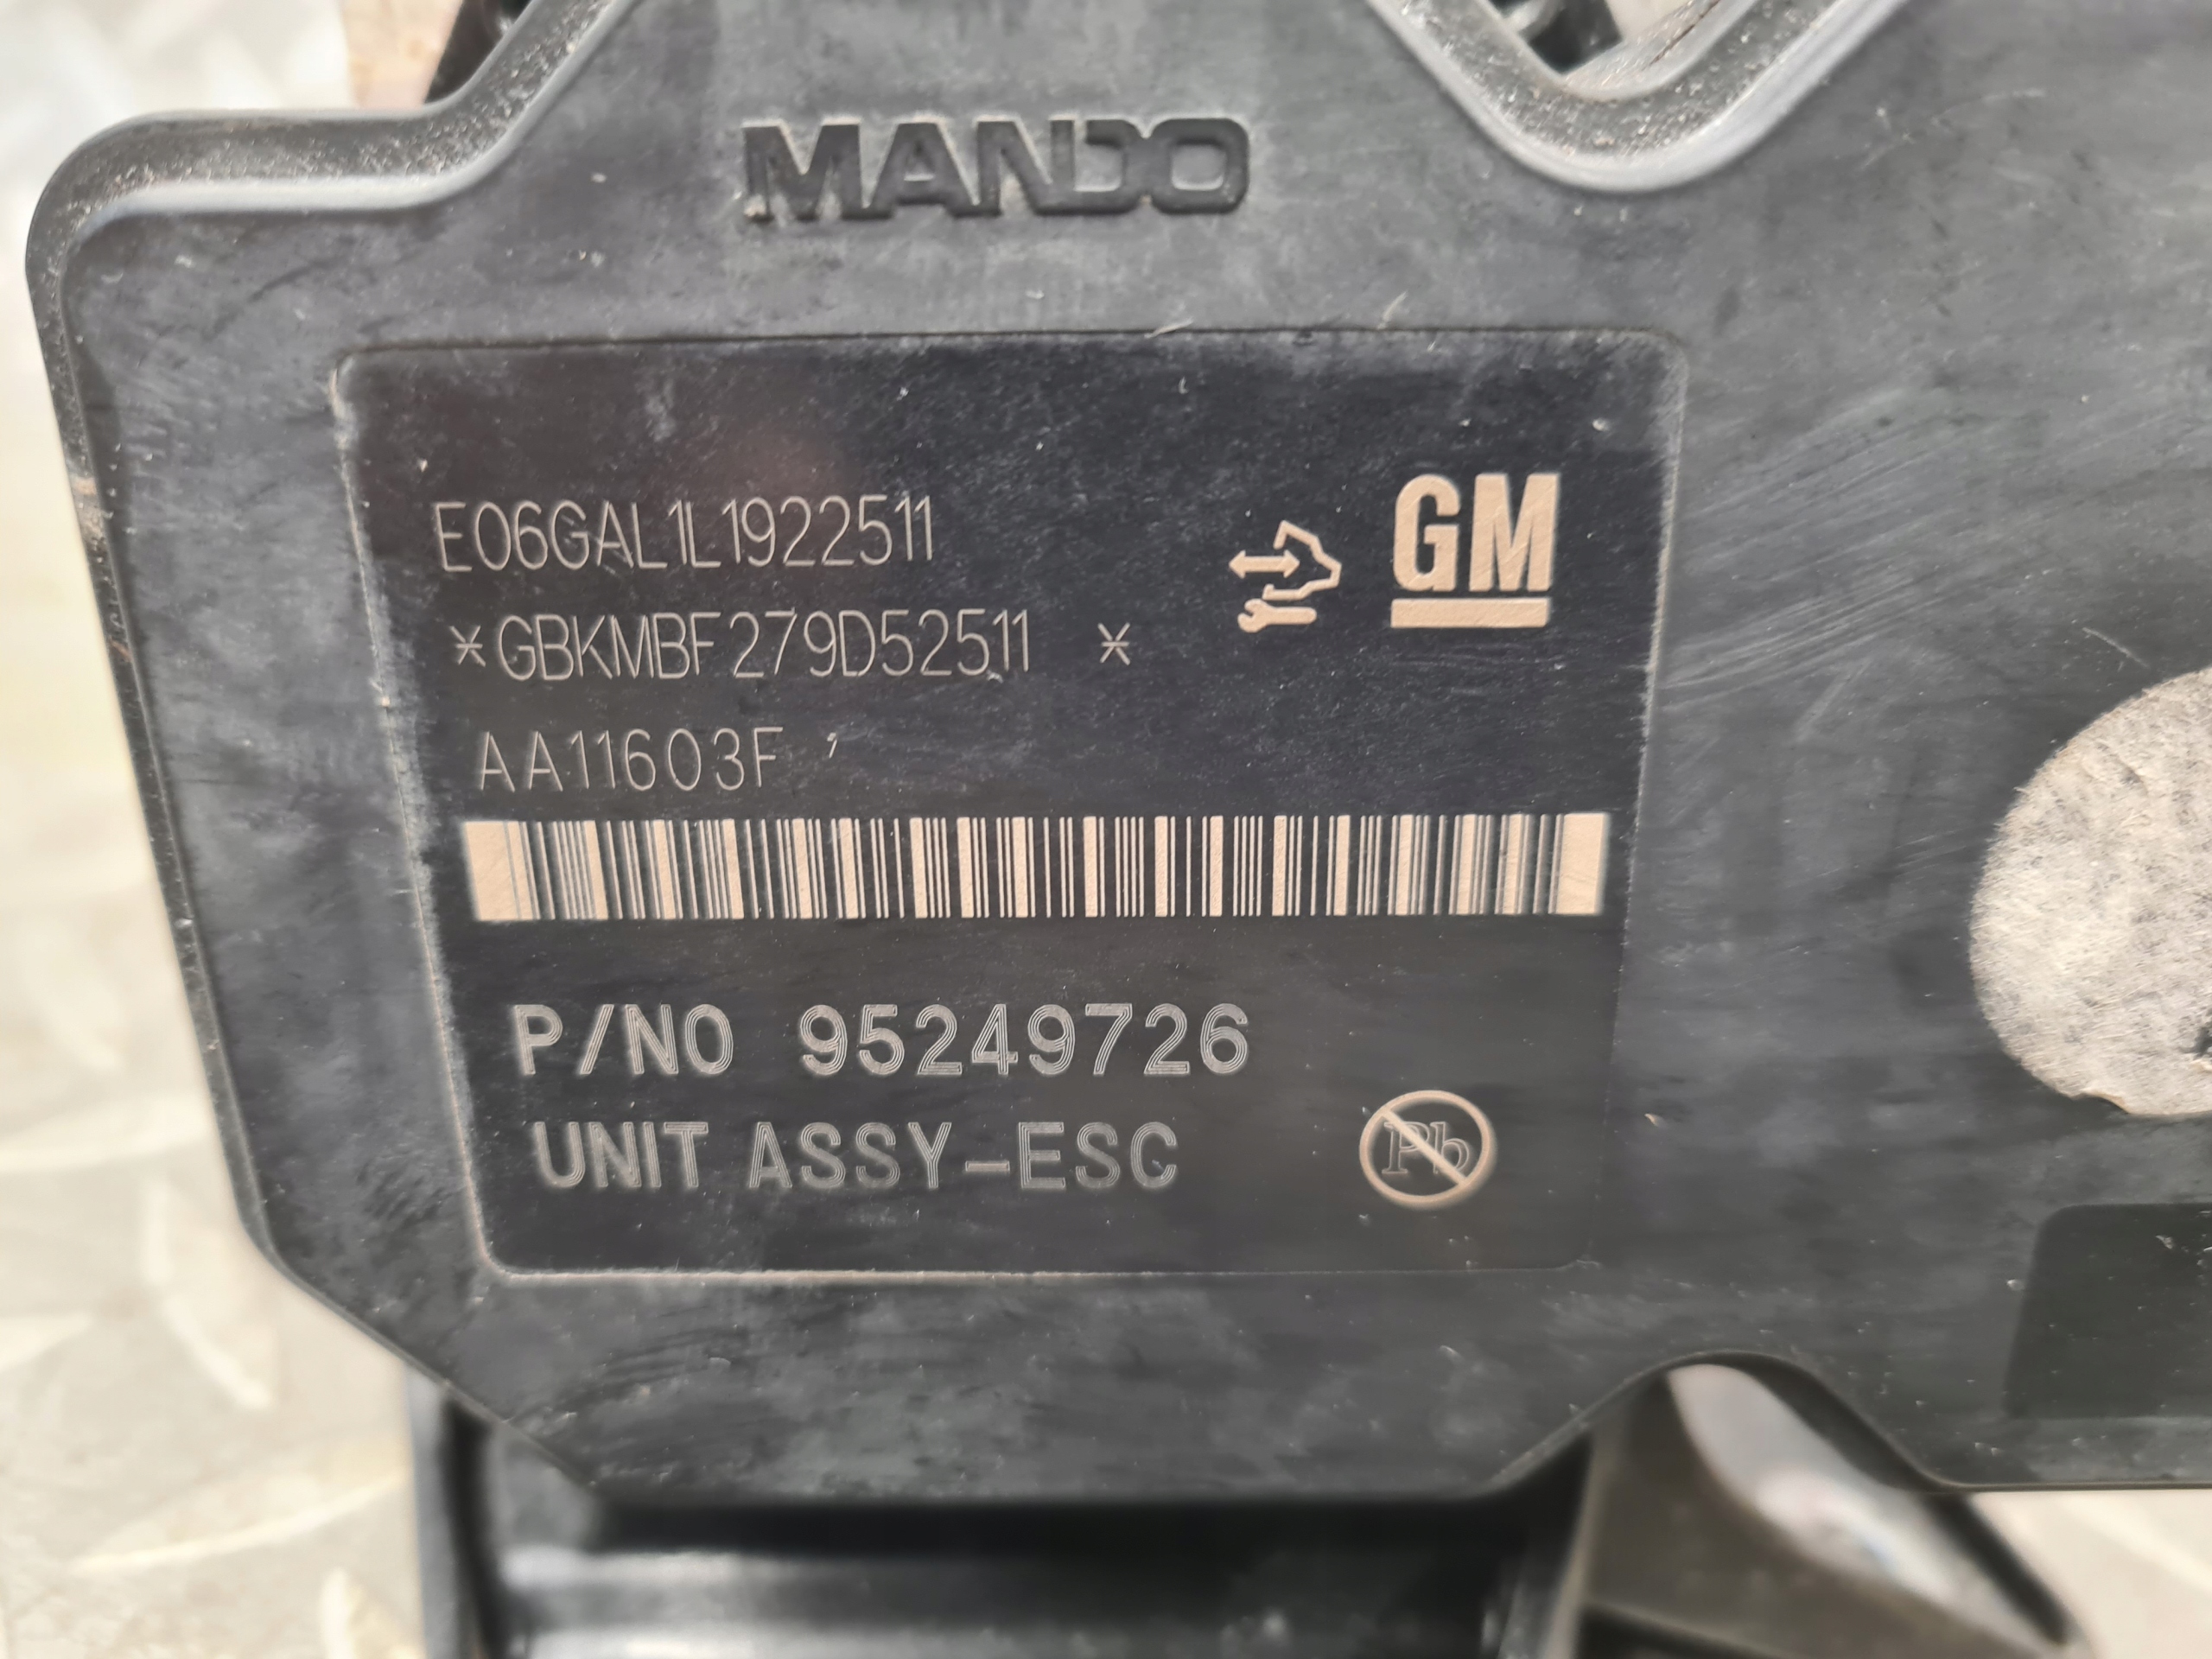 MANDO
E06GAL1L1922511
GM
*GBKMBF279D52511 *
AA11603F
P/NO 95249726
UNIT ASSY-ESC
Pb